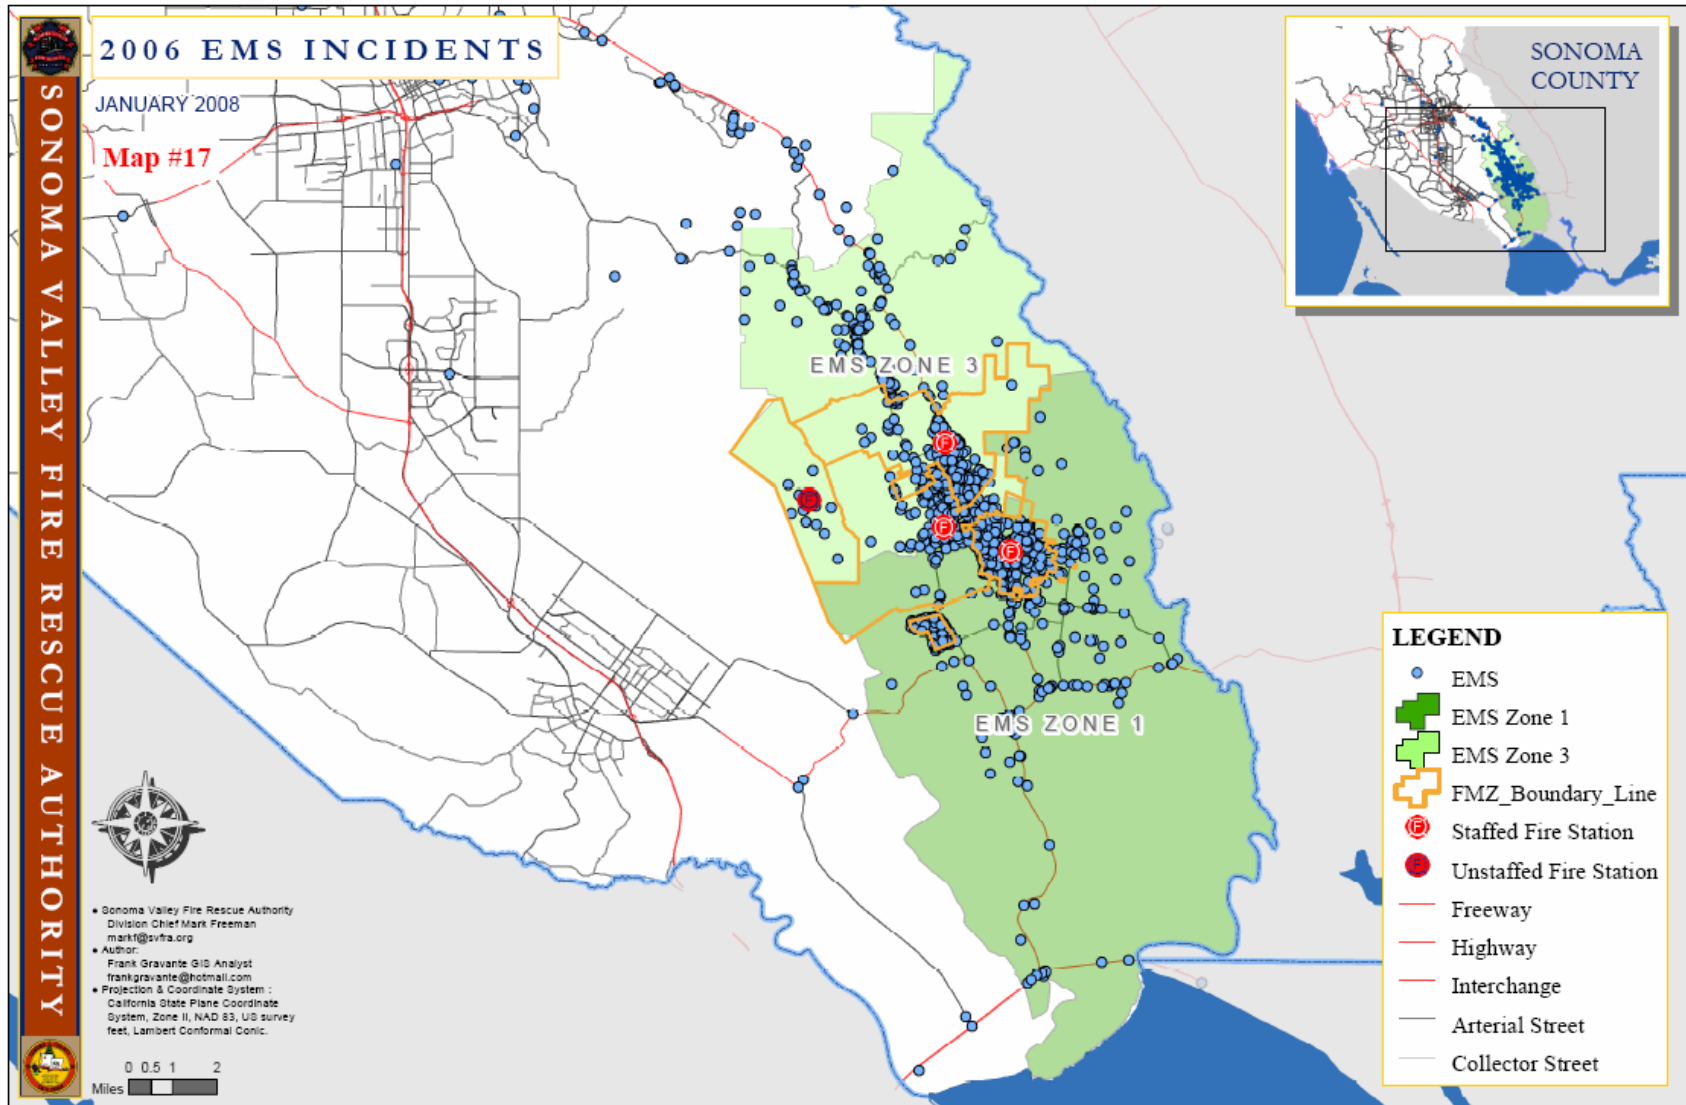 2006 EMS INCIDENTS
JANUARY 2008
Map #17
SONOMA VALLEY FIRE RESCUE AUTHORITY
SONOMA
COUNTY
EMS ZONE 3
EMS ZONE 1
LEGEND
EMS
EMS Zone 1
EMS Zone 3
FMZ_Boundary_Line
F Staffed Fire Station
F Unstaffed Fire Station
Freeway
Highway
Interchange
Arterial Street
Collector Street
• Sonoma Valley Fire Rescue Authority
Division Chief Mark Freeman
markf@svfra.org
• Author:
Frank Gravante GIS Analyst
frankgravante@hotmail.com
• Projection & Coordinate System :
California State Plane Coordinate
System, Zone II, NAD 83, US survey
feet, Lambert Conformal Conic.
0 0.5 1 2
Miles